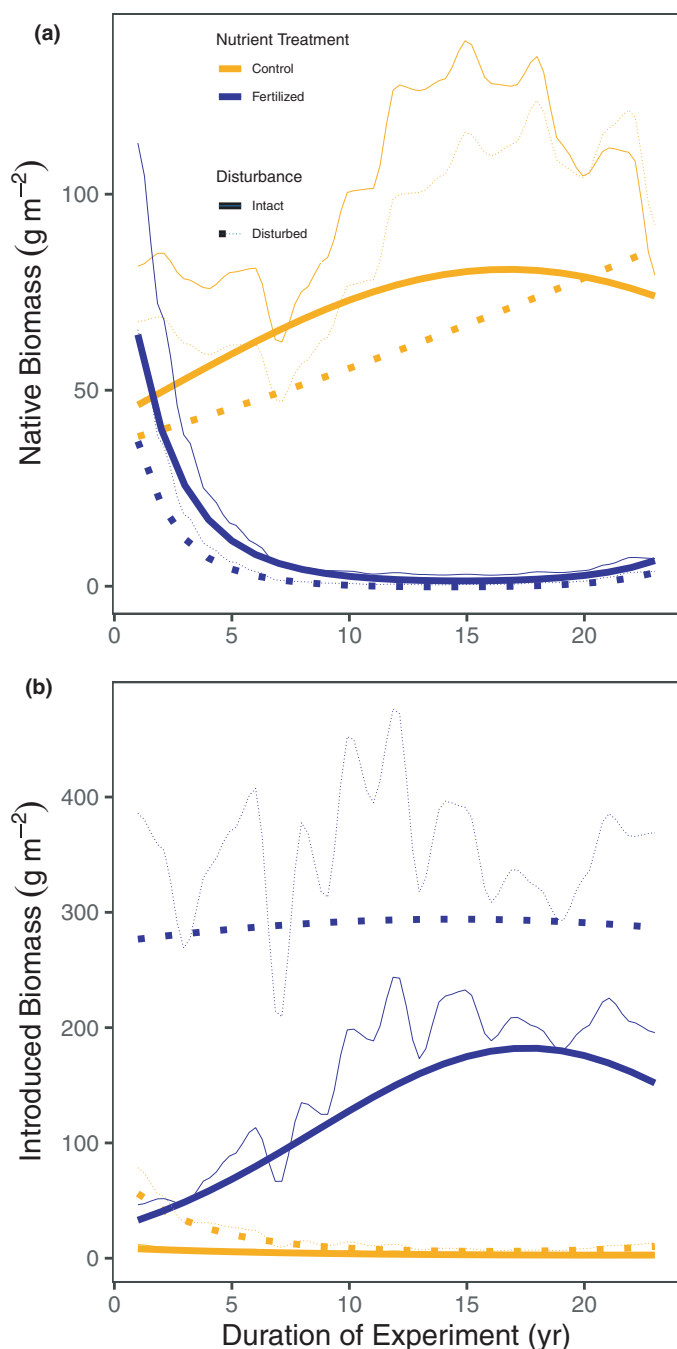 (a)
Nutrient Treatment
Control
Fertilized
Disturbance
Intact
Disturbed
Native Biomass (g m−2)
100
50
0
0 5 10 15 20
(b)
Introduced Biomass (g m−2)
400
300
200
100
0
0 5 10 15 20
Duration of Experiment (yr)